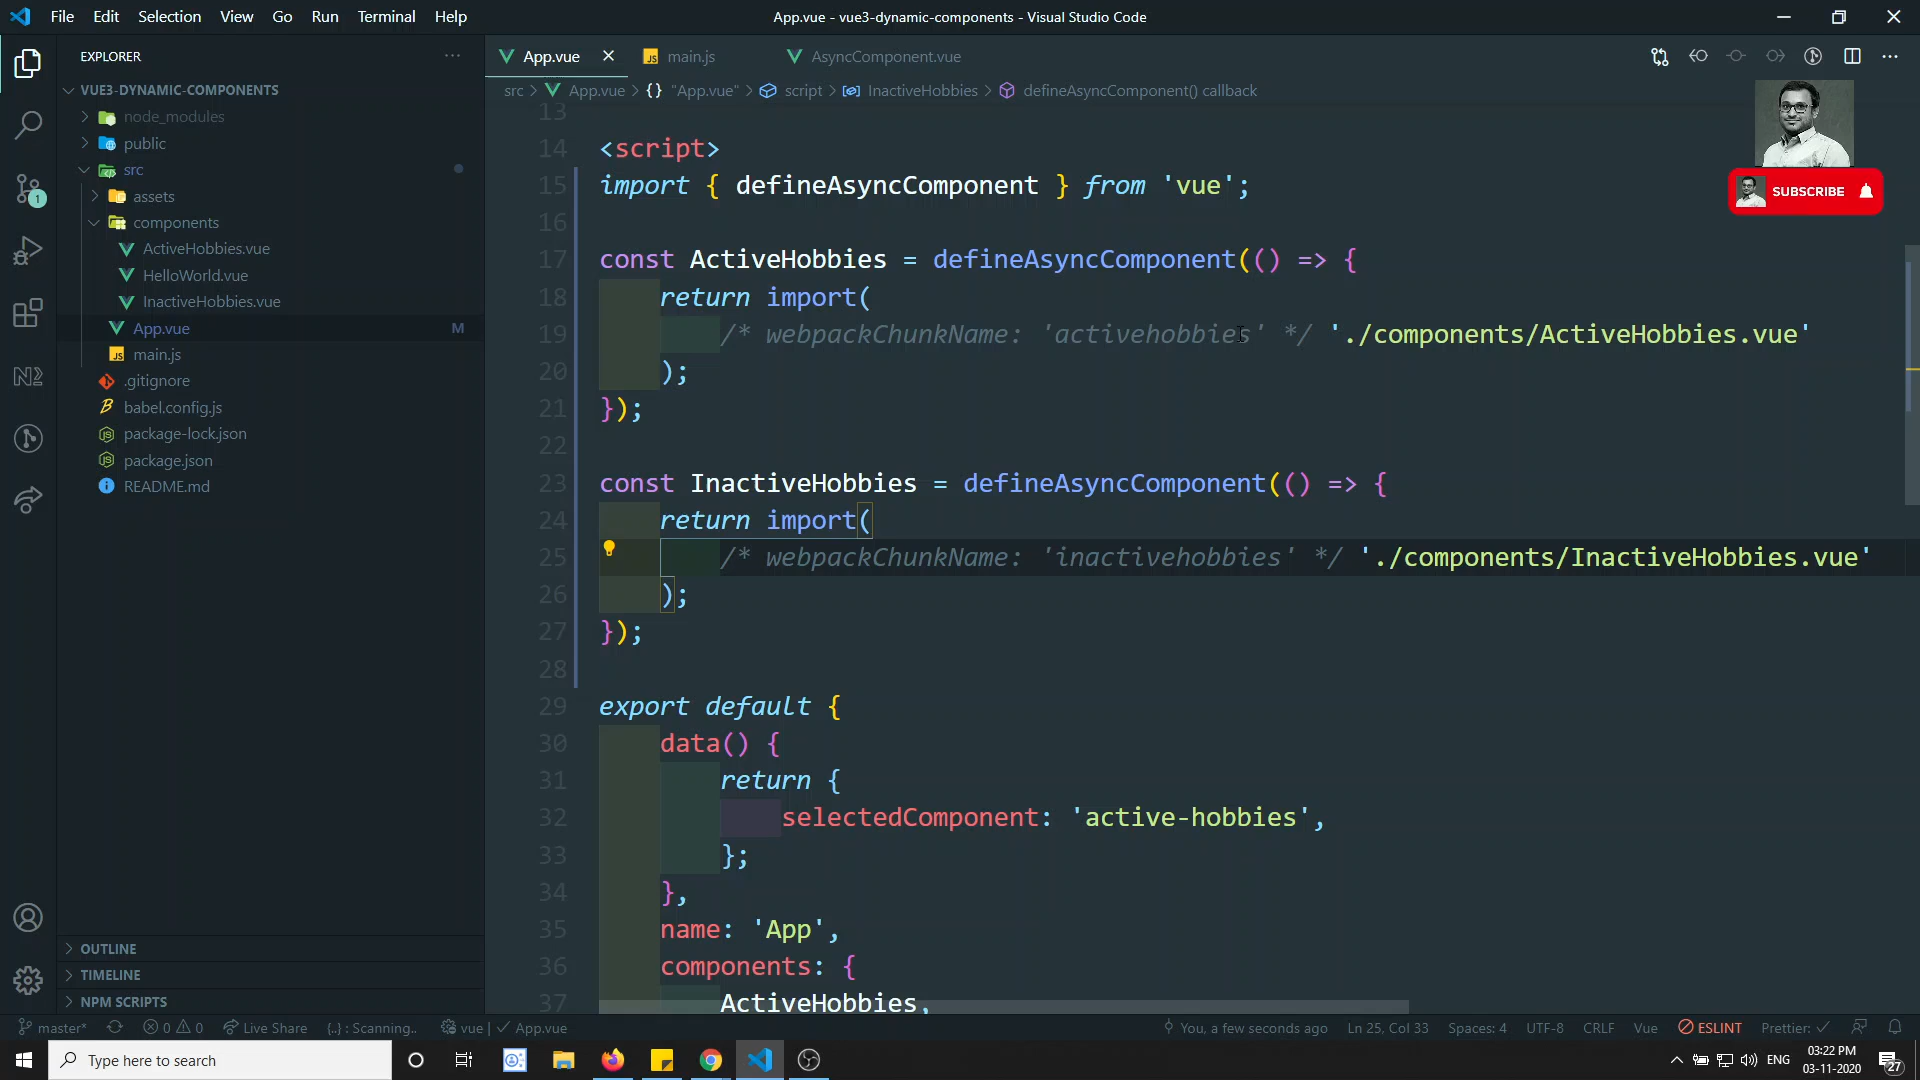 File Edit Selection View Go Run Terminal Help
App.vue - vue3-dynamic-components - Visual Studio Code
EXPLORER
VUE3-DYNAMIC-COMPONENTS
node_modules
public
src
assets
components
ActiveHobbies.vue
HelloWorld.vue
InactiveHobbies.vue
App.vue M
JS main.js
.gitignore
babel.config.js
package-lock.json
package.json
README.md
OUTLINE
TIMELINE
NPM SCRIPTS
1
App.vue
JS main.js
AsyncComponent.vue
src > App.vue > {} "App.vue" > script > InactiveHobbies > defineAsyncComponent() callback
SUBSCRIBE
13
14 <script>
15 import { defineAsyncComponent } from 'vue';
16
17 const ActiveHobbies = defineAsyncComponent(() => {
18 return import(
19 /* webpackChunkName: 'activehobbies' */ './components/ActiveHobbies.vue'
20 );
21 });
22
23 const InactiveHobbies = defineAsyncComponent(() => {
24 return import(
25 /* webpackChunkName: 'inactivehobbies' */ './components/InactiveHobbies.vue'
26 );
27 });
28
29 export default {
30 data() {
31 return {
32 selectedComponent: 'active-hobbies',
33 };
34 },
35 name: 'App',
36 components: {
37 ActiveHobbies,
master* 0 0 Live Share {..} : Scanning.. vue | ✓ App.vue
You, a few seconds ago Ln 25, Col 33 Spaces: 4 UTF-8 CRLF Vue ESLINT Prettier: ✓
Type here to search
ENG
03:22 PM
03-11-2020
27